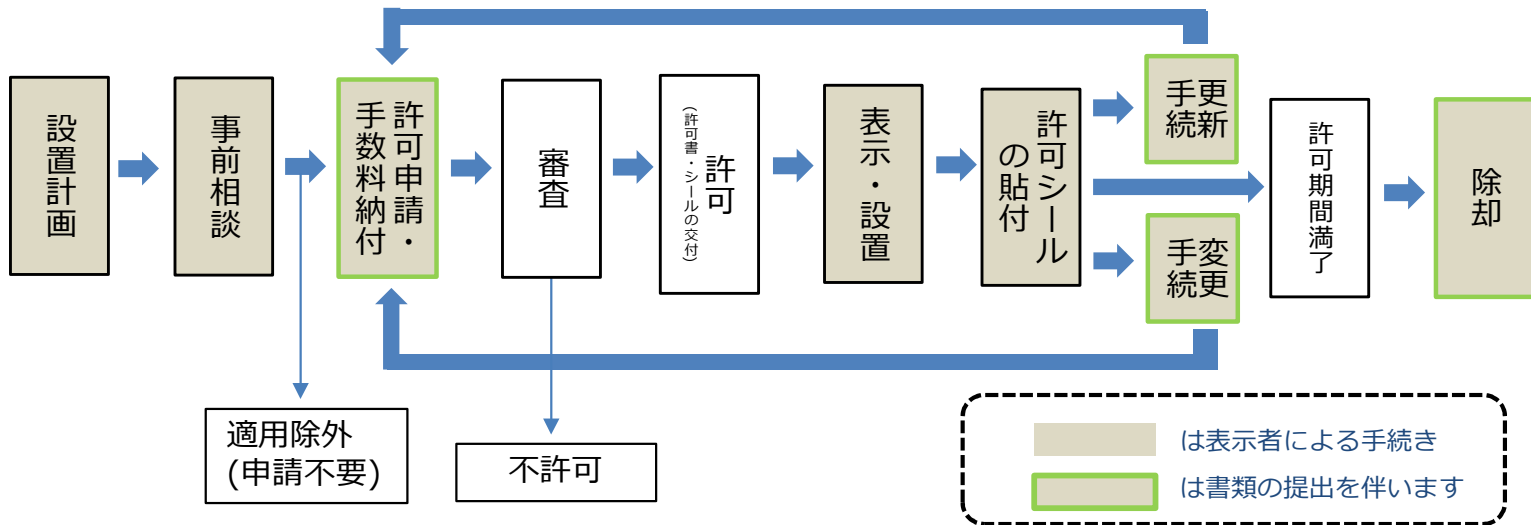 設置計画
事前相談
許可申請・
手数料納付
審査
許可
(許可書・シールの交付)
表示・設置
許可シール
の貼付
更新
手続
変更
手続
許可期間満了
除却
適用除外
(申請不要)
不許可
は表示者による手続き
は書類の提出を伴います